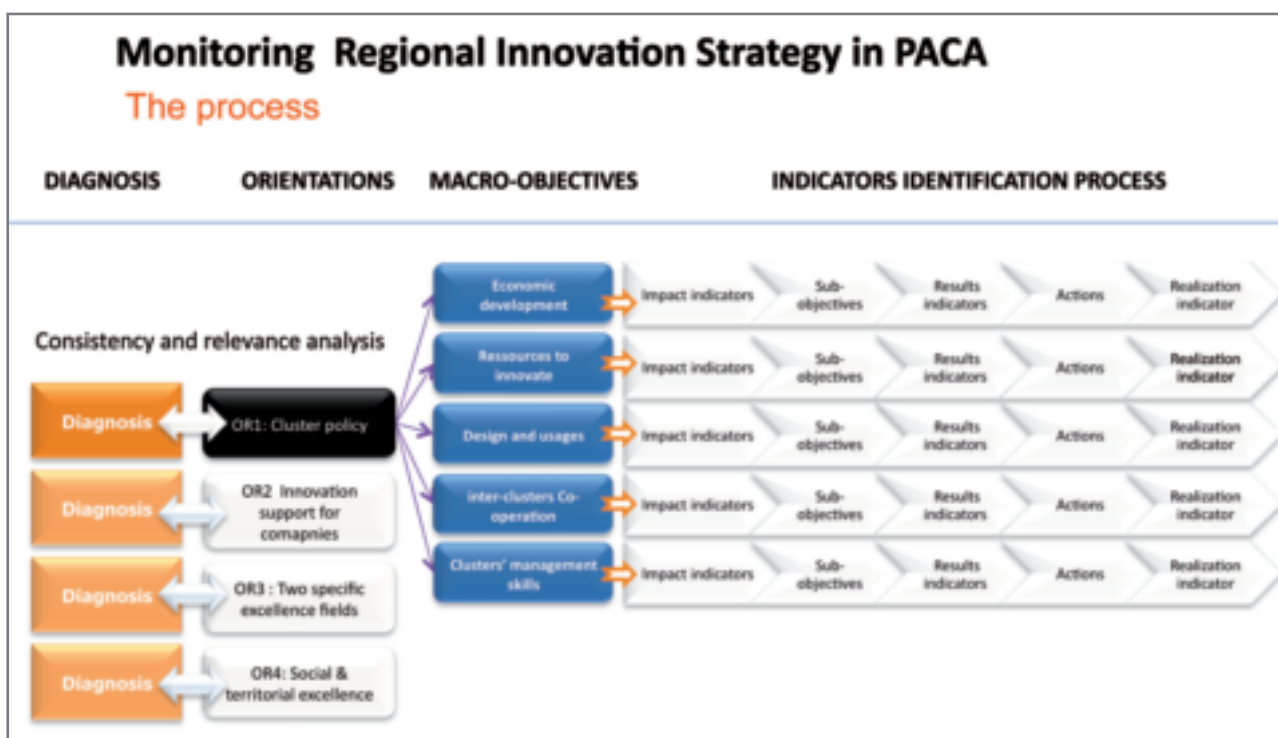 Monitoring Regional Innovation Strategy in PACA
The process
DIAGNOSIS
ORIENTATIONS
MACRO-OBJECTIVES
INDICATORS IDENTIFICATION PROCESS
Consistency and relevance analysis
Diagnosis
OR1: Cluster policy
Diagnosis
OR2 Innovation
support for
comapnies
Diagnosis
OR3 : Two specific
excellence fields
Diagnosis
OR4: Social &
territorial excellence
Economic
development
Impact indicators
Sub-
objectives
Results
indicators
Actions
Realization
indicator
Ressources to
innovate
Impact indicators
Sub-
objectives
Results
indicators
Actions
Realization
indicator
Design and usages
Impact indicators
Sub-
objectives
Results
indicators
Actions
Realization
indicator
inter-clusters Co-
operation
Impact indicators
Sub-
objectives
Results
indicators
Actions
Realization
indicator
Clusters' management
skills
Impact indicators
Sub-
objectives
Results
indicators
Actions
Realization
indicator